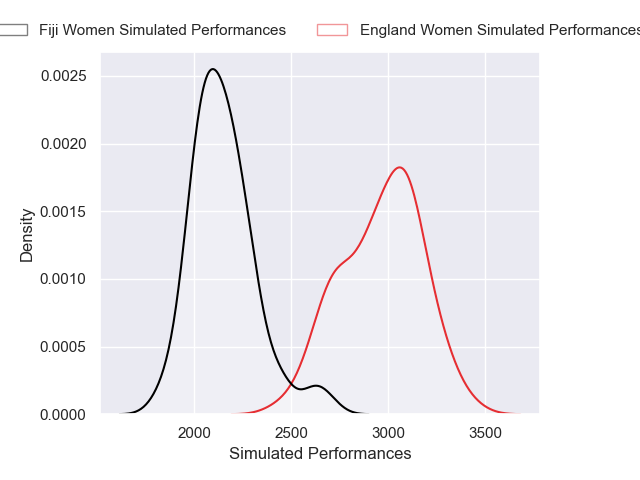 Fiji Women Simulated Performances England Women Simulated Performances
0.0025
0.0020
0.0015
0.0010
0.0005
0.0000
Density
2000 2500 3000 3500
Simulated Performances